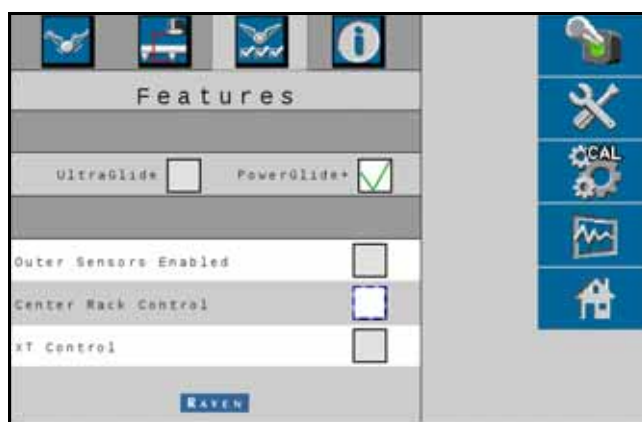 Features
CAL
UltraGlide PowerGlide+
Outer Sensors Enabled
Center Rack Control
XT Control
RAVEN